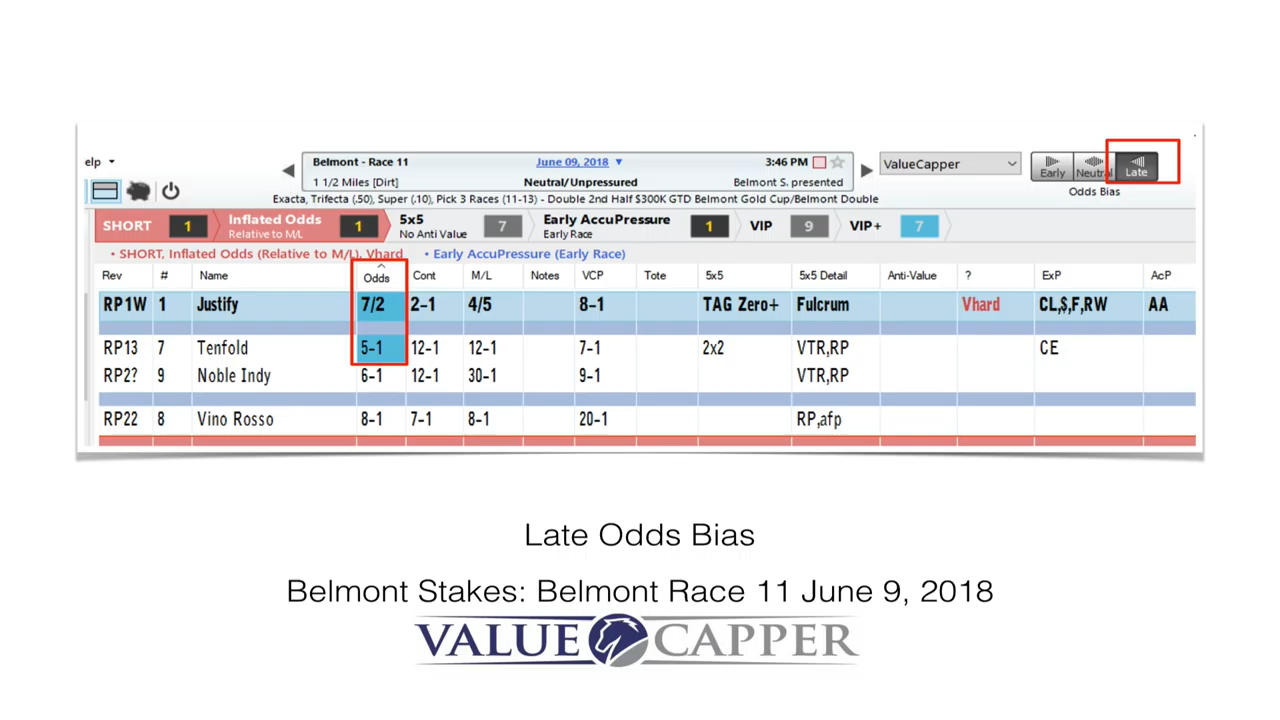 elp
Belmont - Race 11 June 09, 2018 3:46 PM
1 1/2 Miles [Dirt] Neutral/Unpressured Belmont S. presented
Exacta, Trifecta (.50), Super (.10), Pick 3 Races (11-13) - Double 2nd Half $300K GTD Belmont Gold Cup/Belmont Double
ValueCapper
Early Neutral Late
Odds Bias
SHORT 1 Inflated Odds Relative to M/L 1 5x5 No Anti Value 7 Early AccuPressure Early Race 1 VIP 9 VIP+ 7
• SHORT, Inflated Odds (Relative to M/L), Vhard • Early AccuPressure (Early Race)
Rev # Name Odds Cont M/L Notes VCP Tote 5x5 5x5 Detail Anti-Value ? ExP AcP
RP1W 1 Justify 7/2 2-1 4/5 8-1 TAG Zero+ Fulcrum Vhard CL,$,F,RW AA
RP13 7 Tenfold 5-1 12-1 12-1 7-1 2x2 VTR,RP CE
RP2? 9 Noble Indy 6-1 12-1 30-1 9-1 VTR,RP
RP22 8 Vino Rosso 8-1 7-1 8-1 20-1 RP,afp
Late Odds Bias
Belmont Stakes: Belmont Race 11 June 9, 2018
VALUE CAPPER